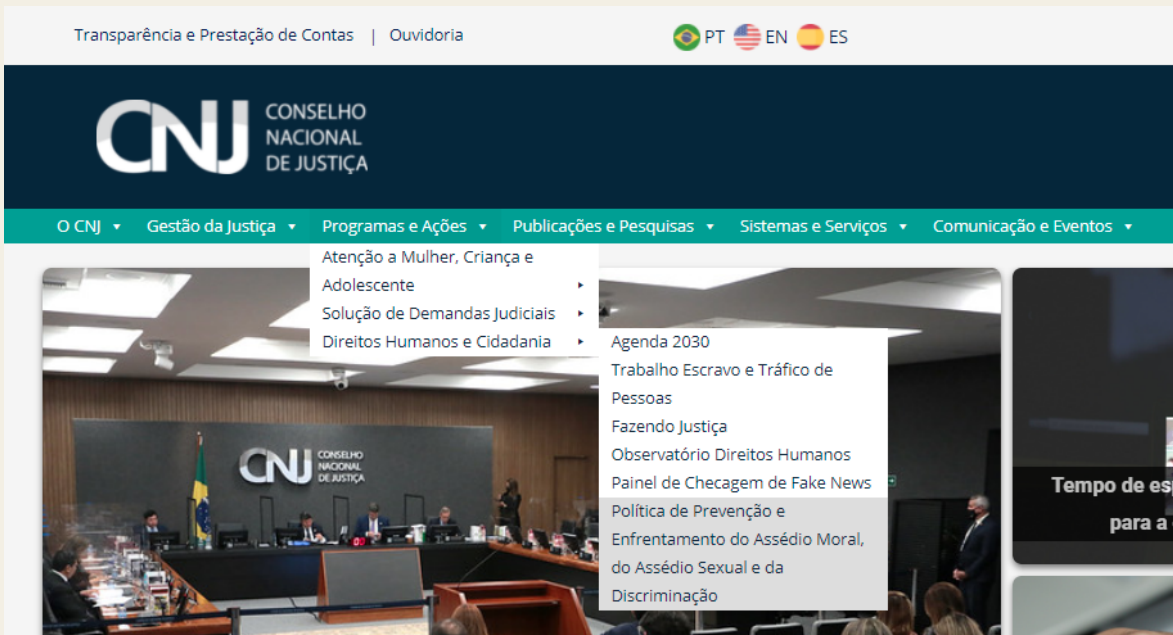 Transparência e Prestação de Contas | Ouvidoria
PT EN ES
CNJ CONSELHO
NACIONAL
DE JUSTIÇA
O CNJ Gestão da Justiça Programas e Ações Publicações e Pesquisas Sistemas e Serviços Comunicação e Eventos
Atenção a Mulher, Criança e
Adolescente
Solução de Demandas Judiciais
Direitos Humanos e Cidadania
Agenda 2030
Trabalho Escravo e Tráfico de
Pessoas
Fazendo Justiça
Observatório Direitos Humanos
Painel de Checagem de Fake News
Política de Prevenção e
Enfrentamento do Assédio Moral,
do Assédio Sexual e da
Discriminação
CNJ CONSELHO
NACIONAL
DE JUSTIÇA
Tempo de
para a